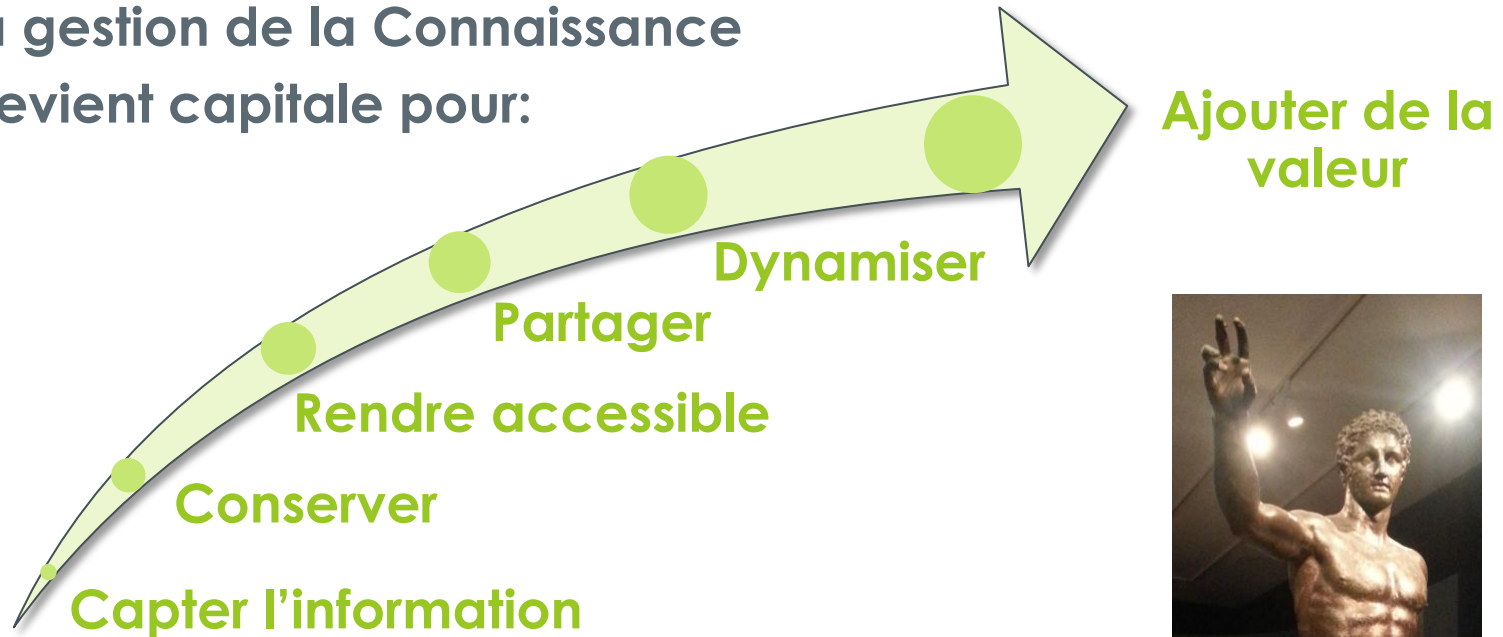 gestion de la Connaissance
evient capitale pour:
Ajouter de la
valeur
Dynamiser
Partager
Rendre accessible
Conserver
Capter l’information